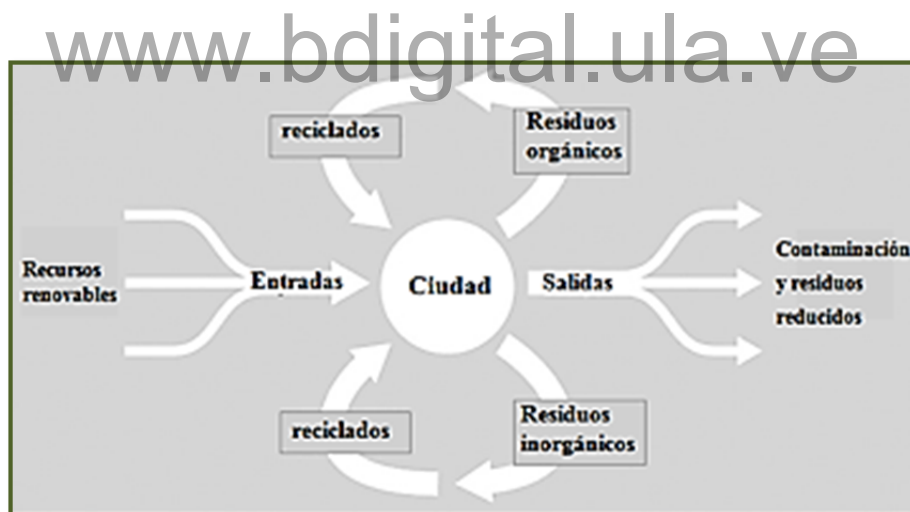 www.bdigital.ula.ve
reciclados
Residuos
orgánicos
Recursos
renovables
Entradas
Ciudad
Salidas
Contaminación
y residuos
reducidos
reciclados
Residuos
inorgánicos